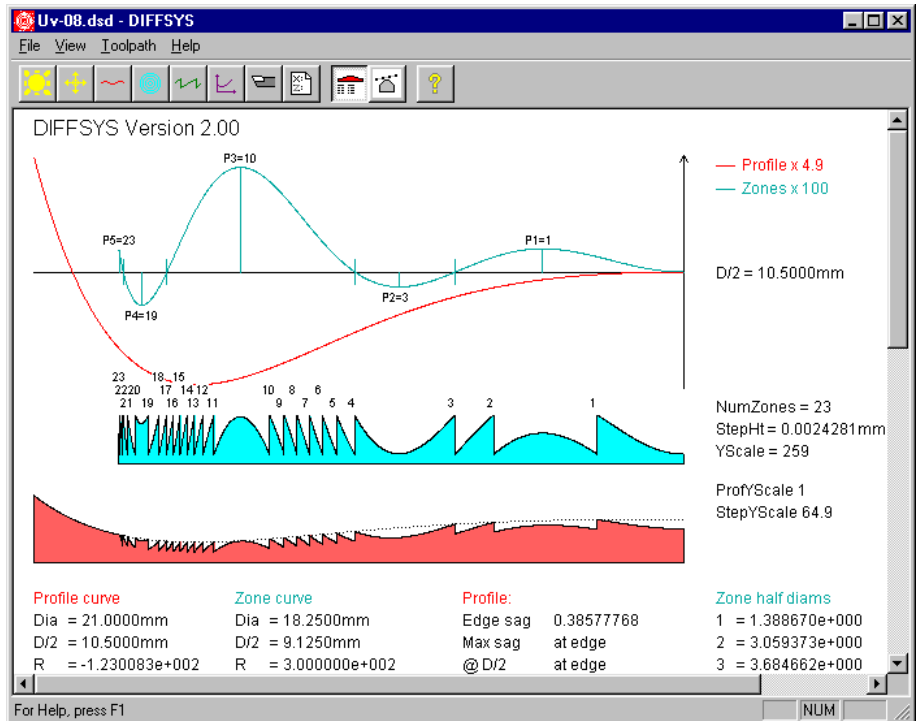 Uv-08.dsd - DIFFSYS
File View Toolpath Help
X:
Z:
?
DIFFSYS Version 2.00
P3=10
Profile x 4.9
Zones x 100
P5=23
P1=1
D/2 = 10.5000mm
P2=3
P4=19
23 18 15
2220 17 14 12 10 8 6
21 19 16 13 11 9 7 5 4 3 2 1
NumZones = 23
StepHt = 0.0024281mm
YScale = 259
ProfYScale 1
StepYScale 64.9
Profile curve Zone curve Profile: Zone half diams
Dia = 21.0000mm Dia = 18.2500mm Edge sag 0.38577768 1 = 1.388670e+000
D/2 = 10.5000mm D/2 = 9.1250mm Max sag at edge 2 = 3.059373e+000
R = -1.230083e+002 R = 3.000000e+002 @ D/2 at edge 3 = 3.684662e+000
For Help, press F1
NUM